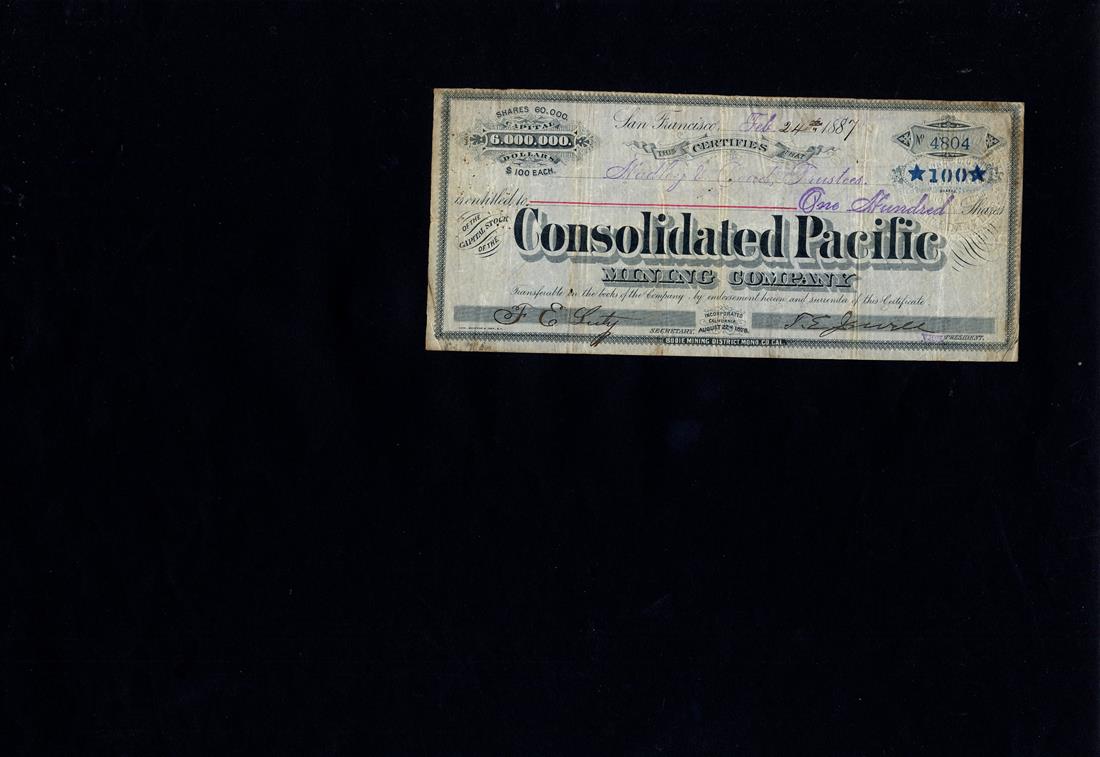 SHARES 60.000.
CAPITAL
6.000,000.
DOLLARS
$100 EACH.
San Francisco, Feb 24th 1887
THIS CERTIFIES THAT
Nº 4804
★100★
SHARES
Trustees
is entitled to One Hundred Shares
OF THE
CAPITAL STOCK
OF THE
Consolidated Pacific
MINING COMPANY
Transferable on the books of the Company by endorsement hereon and surrender of this Certificate
F E
SECRETARY.
INCORPORATED
CALIFORNIA
AUGUST 22d
PRESIDENT.
BODIE MINING DISTRICT MONO. CO. CAL.